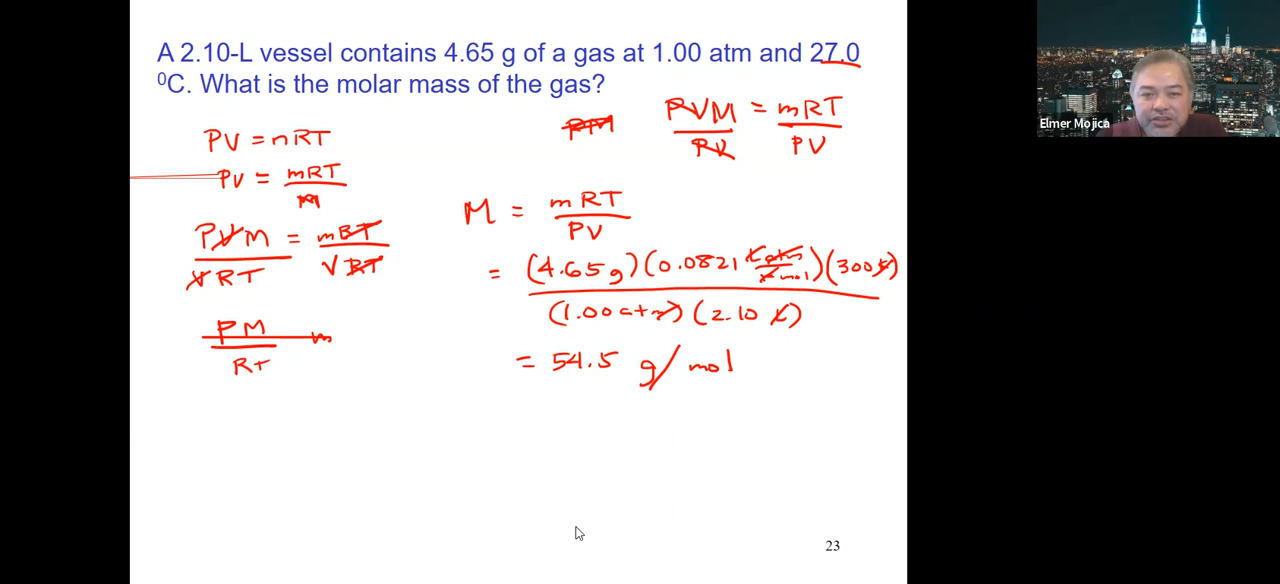 A 2.10-L vessel contains 4.65 g of a gas at 1.00 atm and 27.0
⁰C. What is the molar mass of the gas?
PV = nRT
PV = mRT / M
PVM / VRT = mRT / VRT
PM / RT m
RM
PVM / PV = mRT / PV
M = mRT / PV
= (4.65 g)(0.0821 L atm / K mol)(300 K) / (1.00 atm)(2.10 L)
= 54.5 g/mol
Elmer Mojica
23